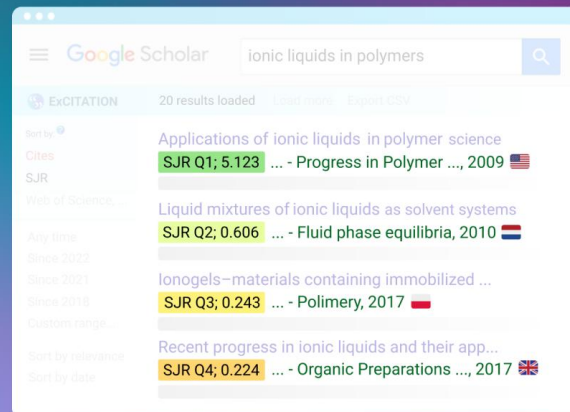 Google Scholar
ionic liquids in polymers
ExCITATION
20 results loaded Load more Export CSV
Sort by
Cites
SJR
Web of Science, ...
Any time
Since 2022
Since 2021
Since 2018
Custom range...
Sort by relevance
Sort by date
Applications of ionic liquids in polymer science
SJR Q1; 5.123 ... - Progress in Polymer ..., 2009
Liquid mixtures of ionic liquids as solvent systems
SJR Q2; 0.606 ... - Fluid phase equilibria, 2010
Ionogels–materials containing immobilized ...
SJR Q3; 0.243 ... - Polimery, 2017
Recent progress in ionic liquids and their app...
SJR Q4; 0.224 ... - Organic Preparations ..., 2017